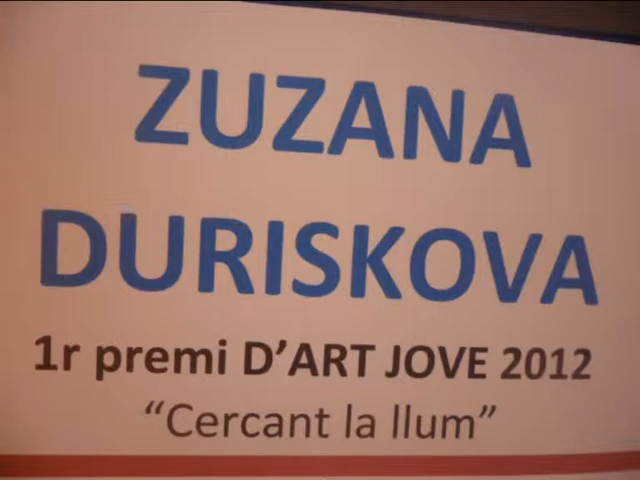 ZUZANA
DURISKOVA
1r premi D’ART JOVE 2012
“Cercant la llum”